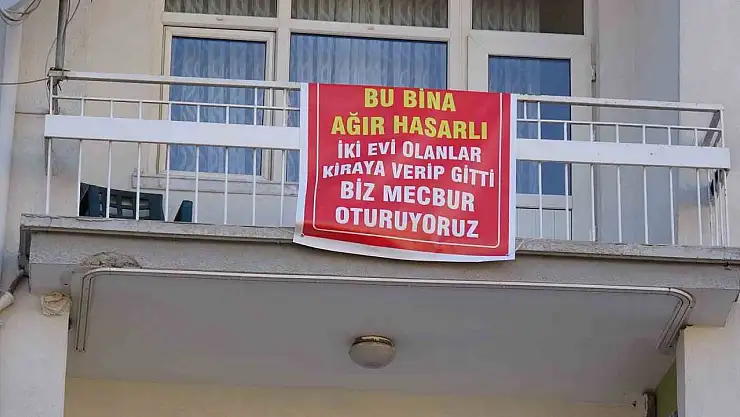 BU BİNA
AĞIR HASARLI
İKİ EVİ OLANLAR
KİRAYA VERİP GİTTİ
BİZ MECBUR
OTURUYORUZ